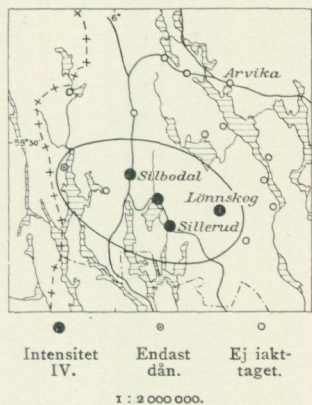 6°
Arvika
59°30'
Silbodal
Lönnskog
Sillerud
Intensitet Endast Ej iakt-
IV. dån. taget.
1 : 2 000 000.